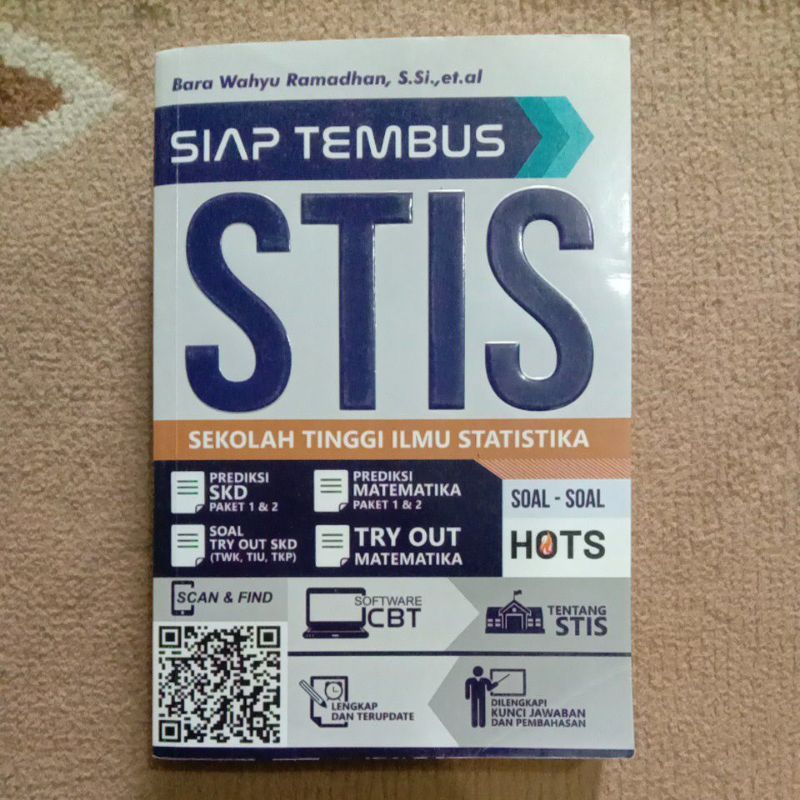 Bara Wahyu Ramadhan, S.Si.,et.al
SIAP TEMBUS
STIS
SEKOLAH TINGGI ILMU STATISTIKA
PREDIKSI
SKD
PAKET 1 & 2
PREDIKSI
MATEMATIKA
PAKET 1 & 2
SOAL - SOAL
HOTS
SOAL
TRY OUT SKD
(TWK, TIU, TKP)
TRY OUT
MATEMATIKA
SCAN & FIND
SOFTWARE
CBT
TENTANG
STIS
LENGKAP
DAN TERUPDATE
DILENGKAPI
KUNCI JAWABAN
DAN PEMBAHASAN